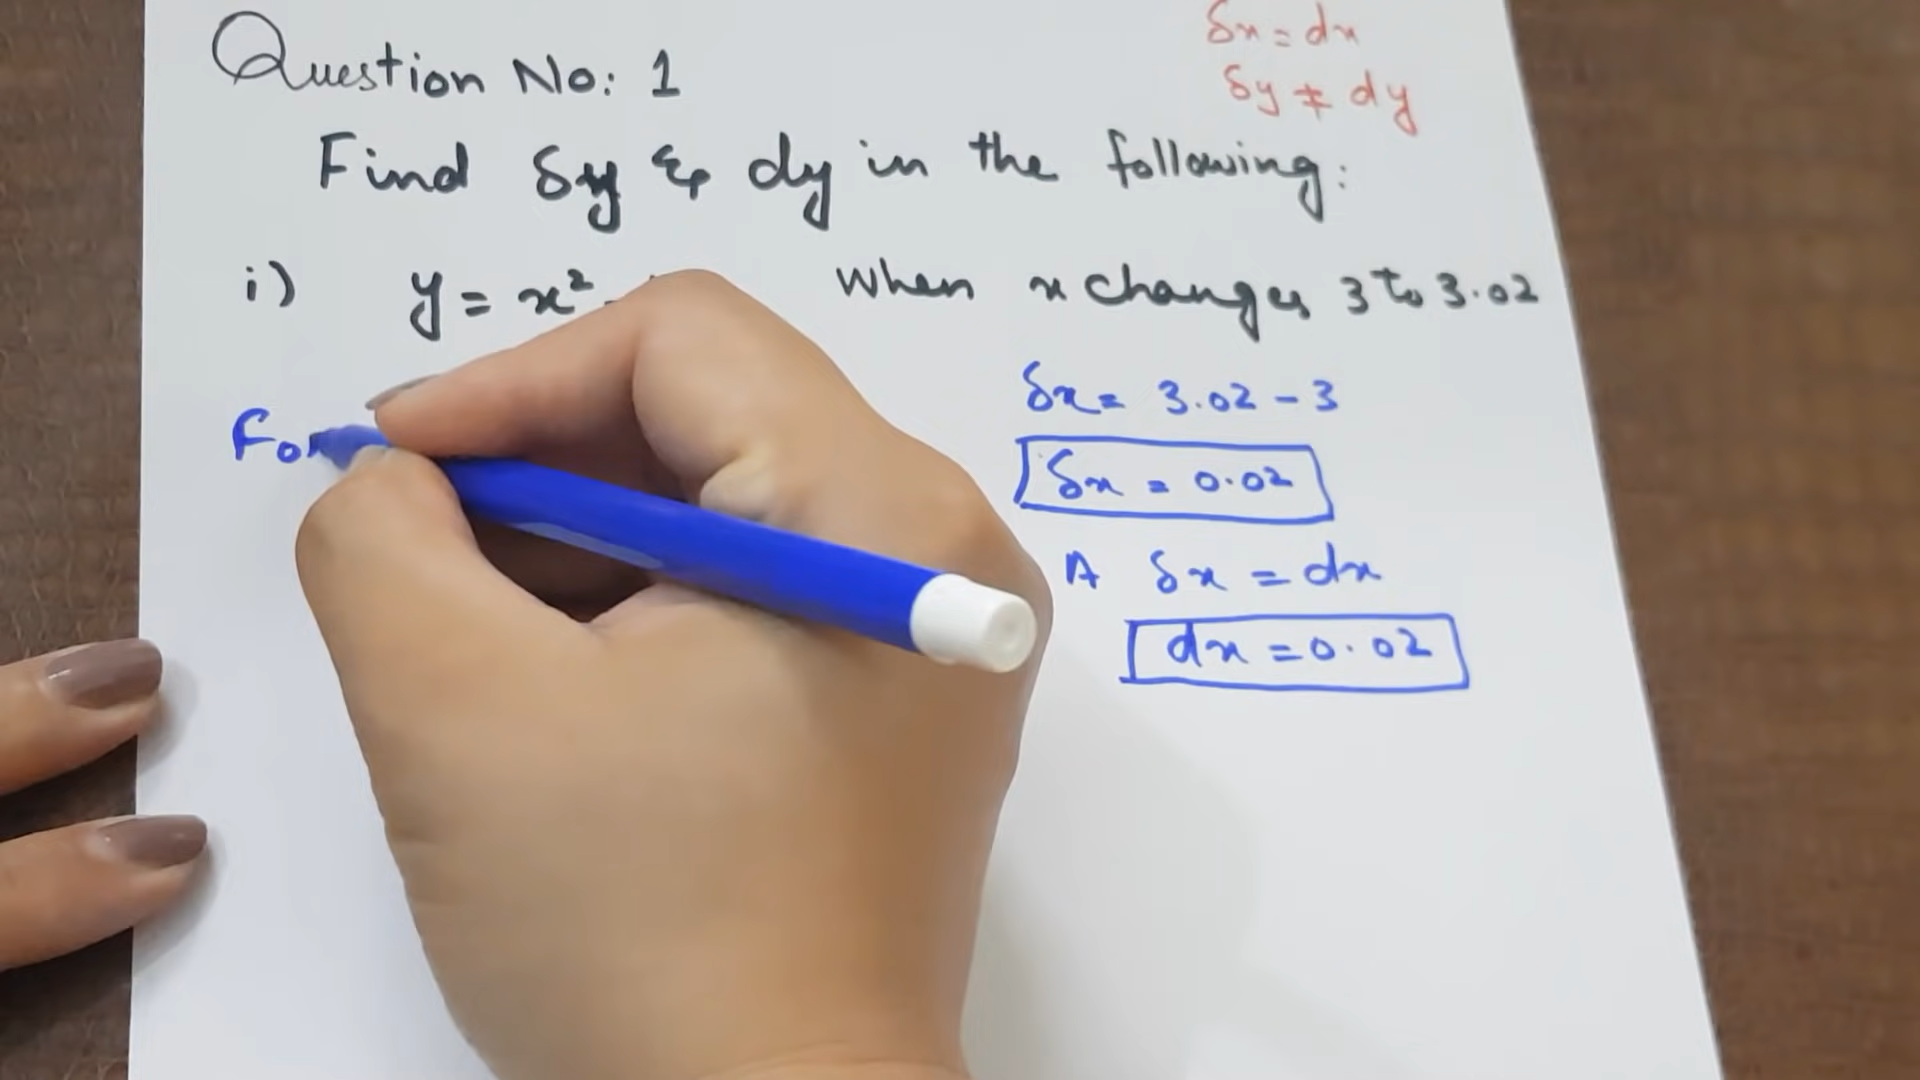 δx = dx
δy ≠ dy
Question No: 1
Find δy & dy in the following:
i) y = x² when x changes 3 to 3.02
δx = 3.02 - 3
δx = 0.02
A δx = dx
dx = 0.02